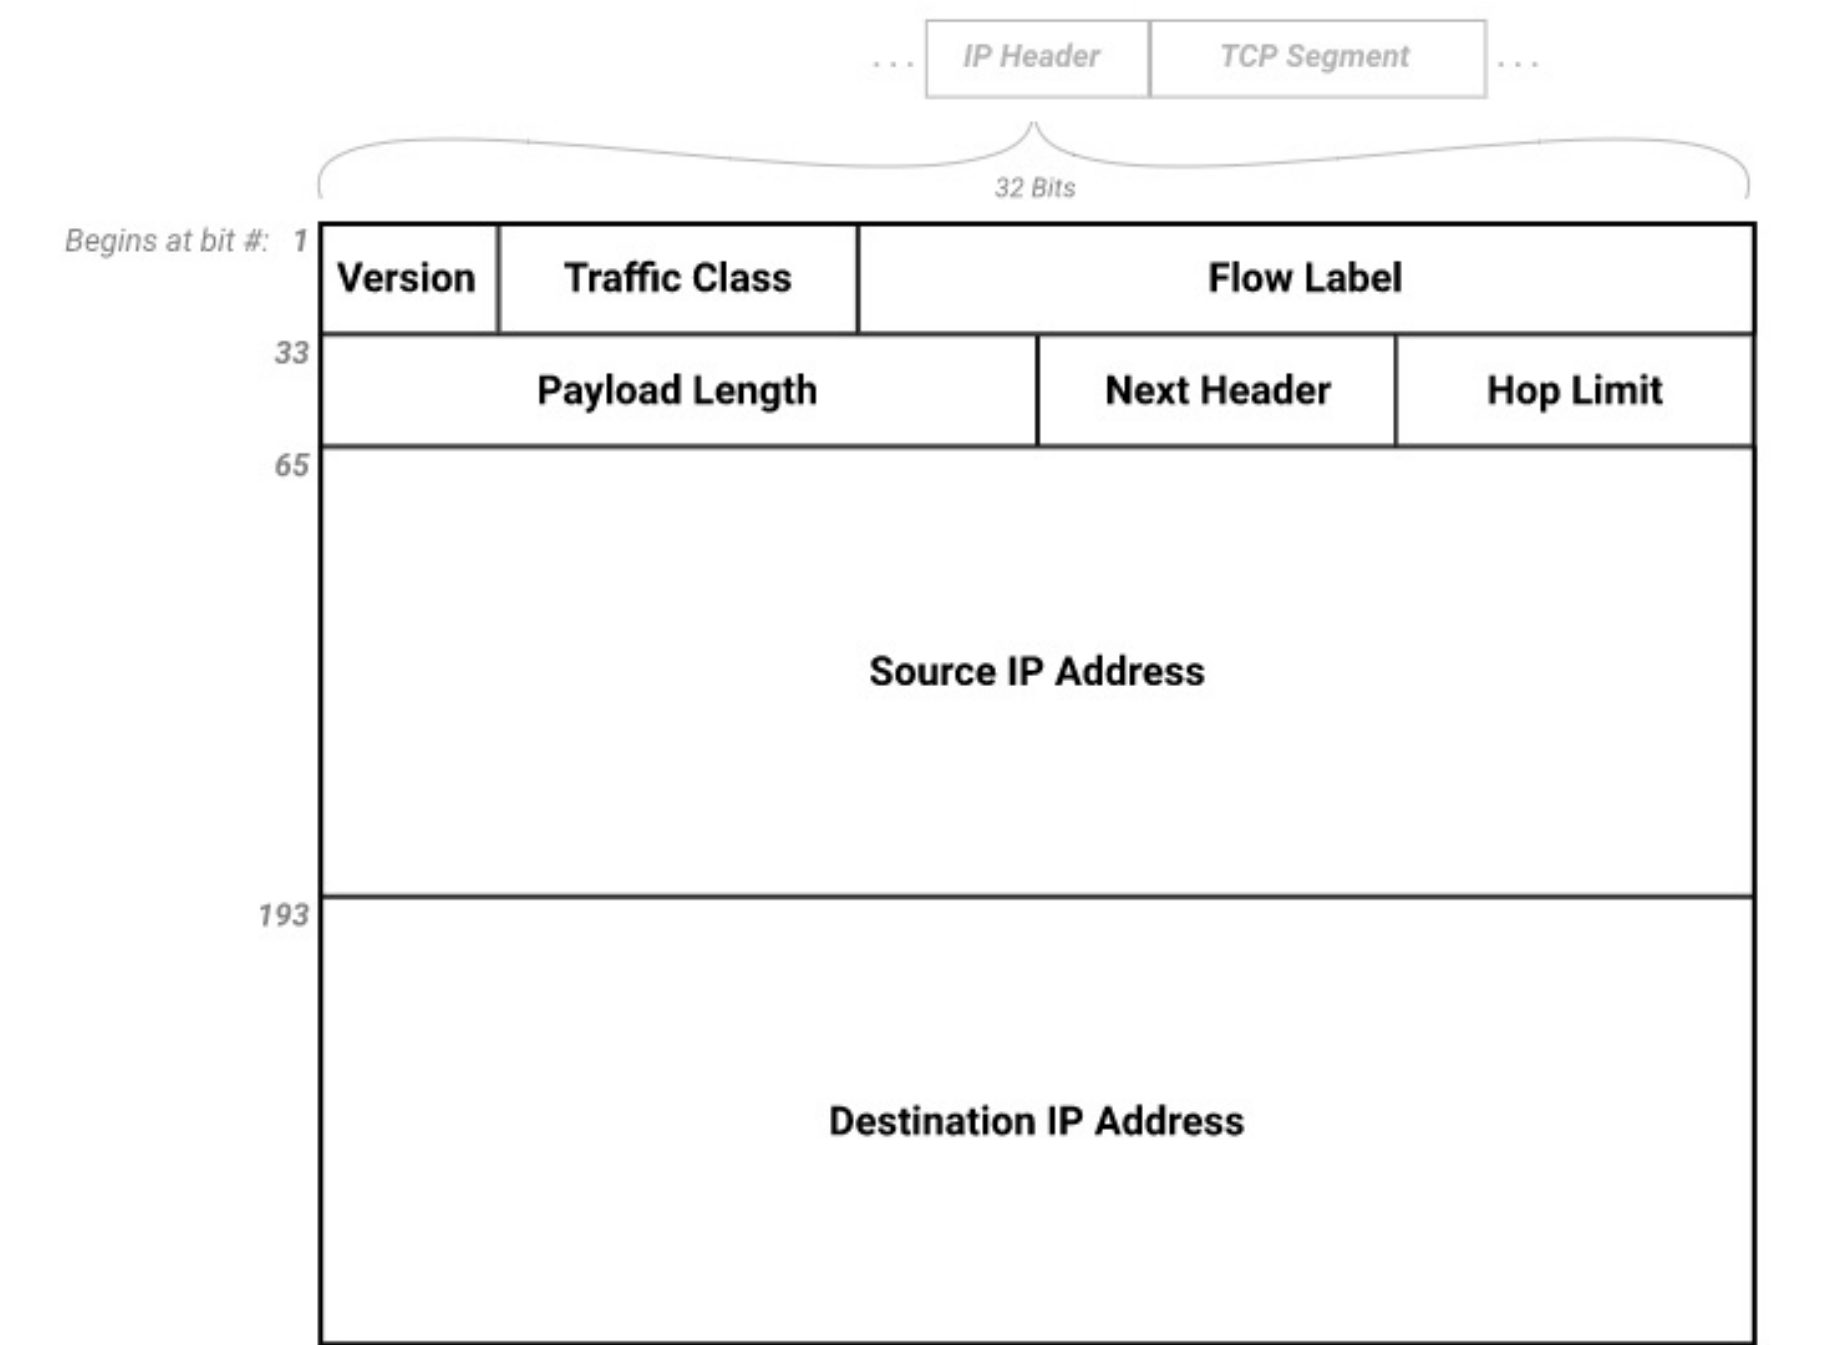 ... IP Header TCP Segment ...
32 Bits
Begins at bit #: 1
Version Traffic Class Flow Label
33
Payload Length Next Header Hop Limit
65
Source IP Address
193
Destination IP Address